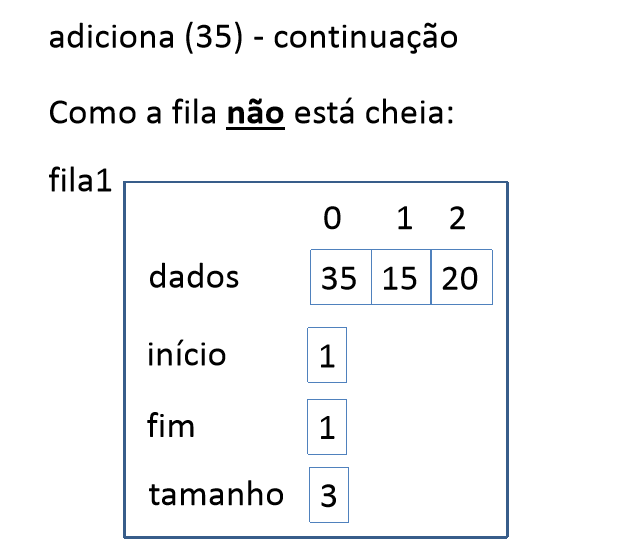 adiciona (35) - continuação
Como a fila não está cheia:
fila1
0 1 2
dados 35 15 20
início 1
fim 1
tamanho 3